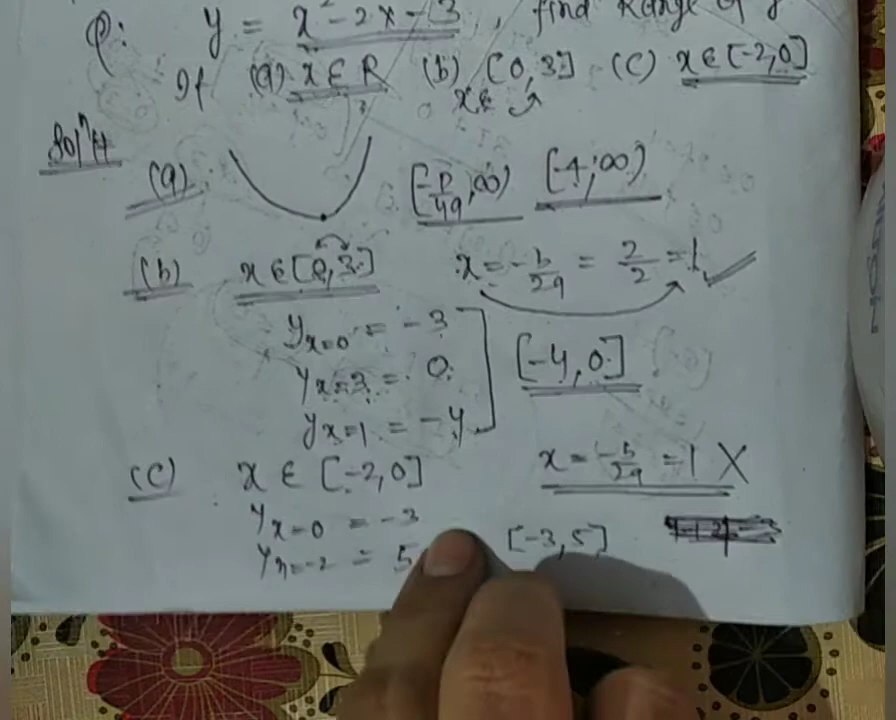 Q: y = x² - 2x - 3, find Range of y
If (a) x ∈ R (b) [0, 3] (c) x ∈ [-2, 0]
x ∈
Solⁿ #
(a) [-D/4a, ∞) [-4, ∞)
(b) x ∈ [0, 3] x = -b/2a = 2/2 = 1 ✓
y x=0 = -3
y x=3 = 0
y x=1 = -4
[-4, 0]
(c) x ∈ [-2, 0] x = -b/2a = 1 X
y x=0 = -3
y x=-2 = 5 [-3, 5]